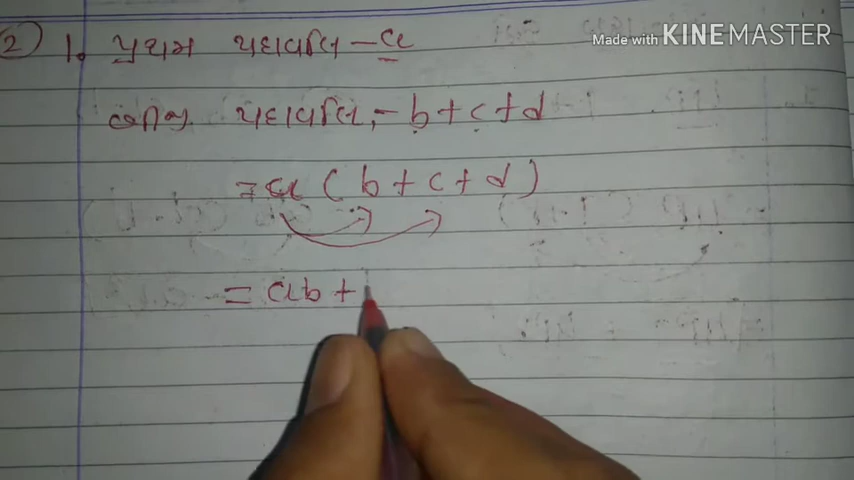 Made with KINEMASTER
(2) 1. પ્રથમ પદાવલિ - a
બીજી પદાવલિ - b + c + d
= a ( b + c + d )
= ab +